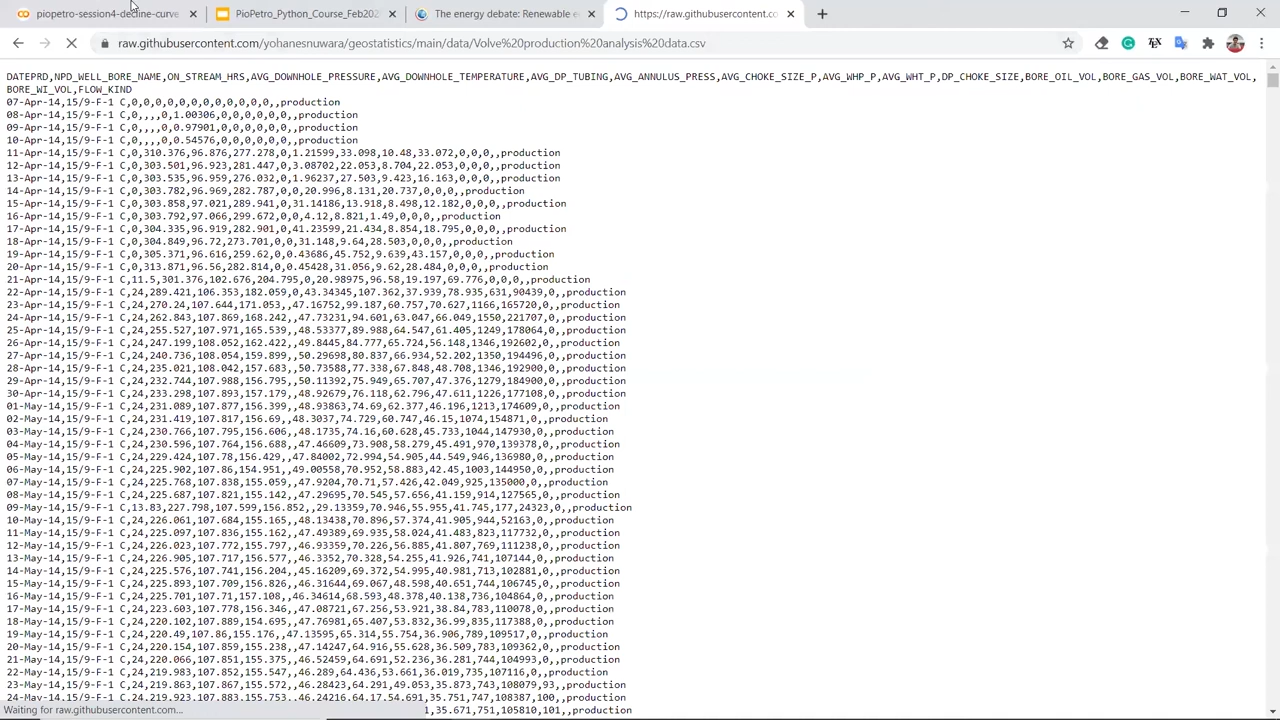 piopetro-session4-decline-curve
PioPetro_Python_Course_Feb202
The energy debate: Renewable e
https://raw.githubusercontent.co
raw.githubusercontent.com/yohanesnuwara/geostatistics/main/data/Volve%20production%20analysis%20data.csv
DATEPRD,NPD_WELL_BORE_NAME,ON_STREAM_HRS,AVG_DOWNHOLE_PRESSURE,AVG_DOWNHOLE_TEMPERATURE,AVG_DP_TUBING,AVG_ANNULUS_PRESS,AVG_CHOKE_SIZE_P,AVG_WHP_P,AVG_WHT_P,DP_CHOKE_SIZE,BORE_OIL_VOL,BORE_GAS_VOL,BORE_WAT_VOL,
BORE_WI_VOL,FLOW_KIND
07-Apr-14,15/9-F-1 C,0,0,0,0,0,0,0,0,0,0,0,0,,production
08-Apr-14,15/9-F-1 C,0,,,,0,1.00306,0,0,0,0,0,0,,production
09-Apr-14,15/9-F-1 C,0,,,,0,0.97901,0,0,0,0,0,0,,production
10-Apr-14,15/9-F-1 C,0,,,,0,0.54576,0,0,0,0,0,0,,production
11-Apr-14,15/9-F-1 C,0,310.376,96.876,277.278,0,1.21599,33.098,10.48,33.072,0,0,0,,production
12-Apr-14,15/9-F-1 C,0,303.501,96.923,281.447,0,3.08702,22.053,8.704,22.053,0,0,0,,production
13-Apr-14,15/9-F-1 C,0,303.535,96.959,276.032,0,1.96237,27.503,9.423,16.163,0,0,0,,production
14-Apr-14,15/9-F-1 C,0,303.782,96.969,282.787,0,0,20.996,8.131,20.737,0,0,0,,production
15-Apr-14,15/9-F-1 C,0,303.858,97.021,289.941,0,31.14186,13.918,8.498,12.182,0,0,0,,production
16-Apr-14,15/9-F-1 C,0,303.792,97.066,299.672,0,0,4.12,8.821,1.49,0,0,0,,production
17-Apr-14,15/9-F-1 C,0,304.335,96.919,282.901,0,41.23599,21.434,8.854,18.795,0,0,0,,production
18-Apr-14,15/9-F-1 C,0,304.849,96.72,273.701,0,0,31.148,9.64,28.503,0,0,0,,production
19-Apr-14,15/9-F-1 C,0,305.371,96.616,259.62,0,0.43686,45.752,9.639,43.157,0,0,0,,production
20-Apr-14,15/9-F-1 C,0,313.871,96.56,282.814,0,0.45428,31.056,9.62,28.484,0,0,0,,production
21-Apr-14,15/9-F-1 C,11.5,301.376,102.676,204.795,0,20.98975,96.58,19.197,69.776,0,0,0,,production
22-Apr-14,15/9-F-1 C,24,289.421,106.353,182.059,0,43.34345,107.362,37.939,78.935,631,90439,0,,production
23-Apr-14,15/9-F-1 C,24,270.24,107.644,171.053,,47.16752,99.187,60.757,70.627,1166,165720,0,,production
24-Apr-14,15/9-F-1 C,24,262.843,107.869,168.242,,47.73231,94.601,63.047,66.049,1550,221707,0,,production
25-Apr-14,15/9-F-1 C,24,255.527,107.971,165.539,,48.53377,89.988,64.547,61.405,1249,178064,0,,production
26-Apr-14,15/9-F-1 C,24,247.199,108.052,162.422,,49.8445,84.777,65.724,56.148,1346,192602,0,,production
27-Apr-14,15/9-F-1 C,24,240.736,108.054,159.899,,50.29698,80.837,66.934,52.202,1350,194496,0,,production
28-Apr-14,15/9-F-1 C,24,235.021,108.042,157.683,,50.73588,77.338,67.848,48.708,1346,192900,0,,production
29-Apr-14,15/9-F-1 C,24,232.744,107.988,156.795,,50.11392,75.949,65.707,47.376,1279,184900,0,,production
30-Apr-14,15/9-F-1 C,24,233.298,107.893,157.179,,48.92679,76.118,62.796,47.611,1226,177108,0,,production
01-May-14,15/9-F-1 C,24,231.089,107.877,156.399,,48.93863,74.69,62.377,46.196,1213,174609,0,,production
02-May-14,15/9-F-1 C,24,231.419,107.817,156.69,,48.3037,74.729,60.747,46.15,1074,154871,0,,production
03-May-14,15/9-F-1 C,24,230.766,107.795,156.606,,48.1735,74.16,60.628,45.733,1044,147930,0,,production
04-May-14,15/9-F-1 C,24,230.596,107.764,156.688,,47.46609,73.908,58.279,45.491,970,139378,0,,production
05-May-14,15/9-F-1 C,24,229.424,107.78,156.429,,47.84002,72.994,54.905,44.549,946,136980,0,,production
06-May-14,15/9-F-1 C,24,225.902,107.86,154.951,,49.00558,70.952,58.883,42.45,1003,144950,0,,production
07-May-14,15/9-F-1 C,24,225.768,107.838,155.059,,47.9204,70.71,57.426,42.049,925,135000,0,,production
08-May-14,15/9-F-1 C,24,225.687,107.821,155.142,,47.29695,70.545,57.656,41.159,914,127565,0,,production
09-May-14,15/9-F-1 C,13.83,227.798,107.599,156.852,,29.13359,70.946,55.955,41.745,177,24323,0,,production
10-May-14,15/9-F-1 C,24,226.061,107.684,155.165,,48.13438,70.896,57.374,41.905,944,52163,0,,production
11-May-14,15/9-F-1 C,24,225.097,107.836,155.162,,47.49389,69.935,58.024,41.483,823,117732,0,,production
12-May-14,15/9-F-1 C,24,226.023,107.772,155.797,,46.93359,70.226,56.885,41.807,769,111238,0,,production
13-May-14,15/9-F-1 C,24,226.905,107.717,156.577,,46.3352,70.328,54.255,41.926,741,107144,0,,production
14-May-14,15/9-F-1 C,24,225.576,107.741,156.204,,45.16209,69.372,54.995,40.981,713,102881,0,,production
15-May-14,15/9-F-1 C,24,225.893,107.709,156.826,,46.31644,69.067,48.598,40.651,744,106745,0,,production
16-May-14,15/9-F-1 C,24,225.701,107.71,157.108,,46.34614,68.593,48.378,40.138,736,104864,0,,production
17-May-14,15/9-F-1 C,24,223.603,107.778,156.346,,47.08721,67.256,53.921,38.84,783,110078,0,,production
18-May-14,15/9-F-1 C,24,220.102,107.889,154.695,,47.76981,65.407,53.832,36.99,835,117388,0,,production
19-May-14,15/9-F-1 C,24,220.49,107.86,155.176,,47.13595,65.314,55.754,36.906,789,109517,0,,production
20-May-14,15/9-F-1 C,24,220.154,107.859,155.238,,47.14247,64.916,55.628,36.509,783,109362,0,,production
21-May-14,15/9-F-1 C,24,220.066,107.851,155.375,,46.52459,64.691,52.236,36.281,744,104993,0,,production
22-May-14,15/9-F-1 C,24,219.983,107.852,155.547,,46.289,64.436,53.661,36.019,735,107116,0,,production
23-May-14,15/9-F-1 C,24,219.863,107.867,155.572,,46.28423,64.291,49.053,35.873,743,108079,93,,production
24-May-14,15/9-F-1 C,24,219.923,107.883,155.753,,46.24216,64.17,54.691,35.751,747,108387,100,,production
Waiting for raw.githubusercontent.com...
1,35.671,751,105810,101,,production